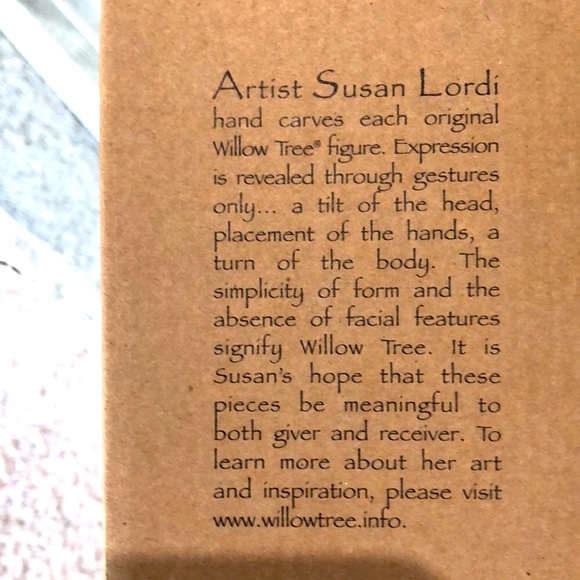 Artist Susan Lordi
hand carves each original
Willow Tree® figure. Expression
is revealed through gestures
only... a tilt of the head,
placement of the hands, a
turn of the body. The
simplicity of form and the
absence of facial features
signify Willow Tree. It is
Susan's hope that these
pieces be meaningful to
both giver and receiver. To
learn more about her art
and inspiration, please visit
www.willowtree.info.